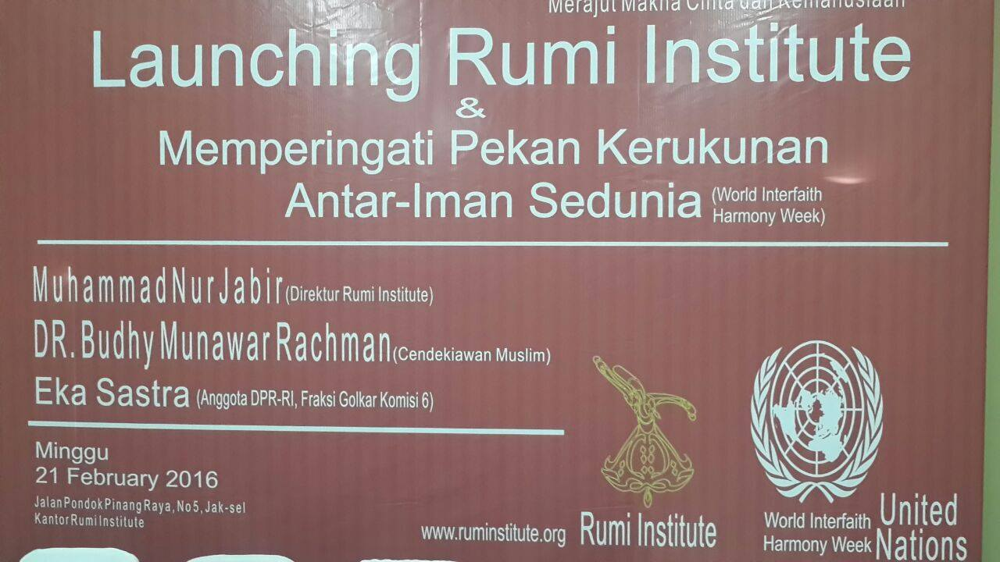 Merajut Makna Cinta dan Kemanusiaan
Launching Rumi Institute
&
Memperingati Pekan Kerukunan
Antar-Iman Sedunia (World Interfaith
Harmony Week)
Muhammad Nur Jabir (Direktur Rumi Institute)
DR. Budhy Munawar Rachman (Cendekiawan Muslim)
Eka Sastra (Anggota DPR-RI, Fraksi Golkar Komisi 6)
Minggu
21 February 2016
Jalan Pondok Pinang Raya, No 5, Jak-sel
Kantor Rumi Institute
www.ruminstitute.org
Rumi Institute
World Interfaith
Harmony Week
United
Nations